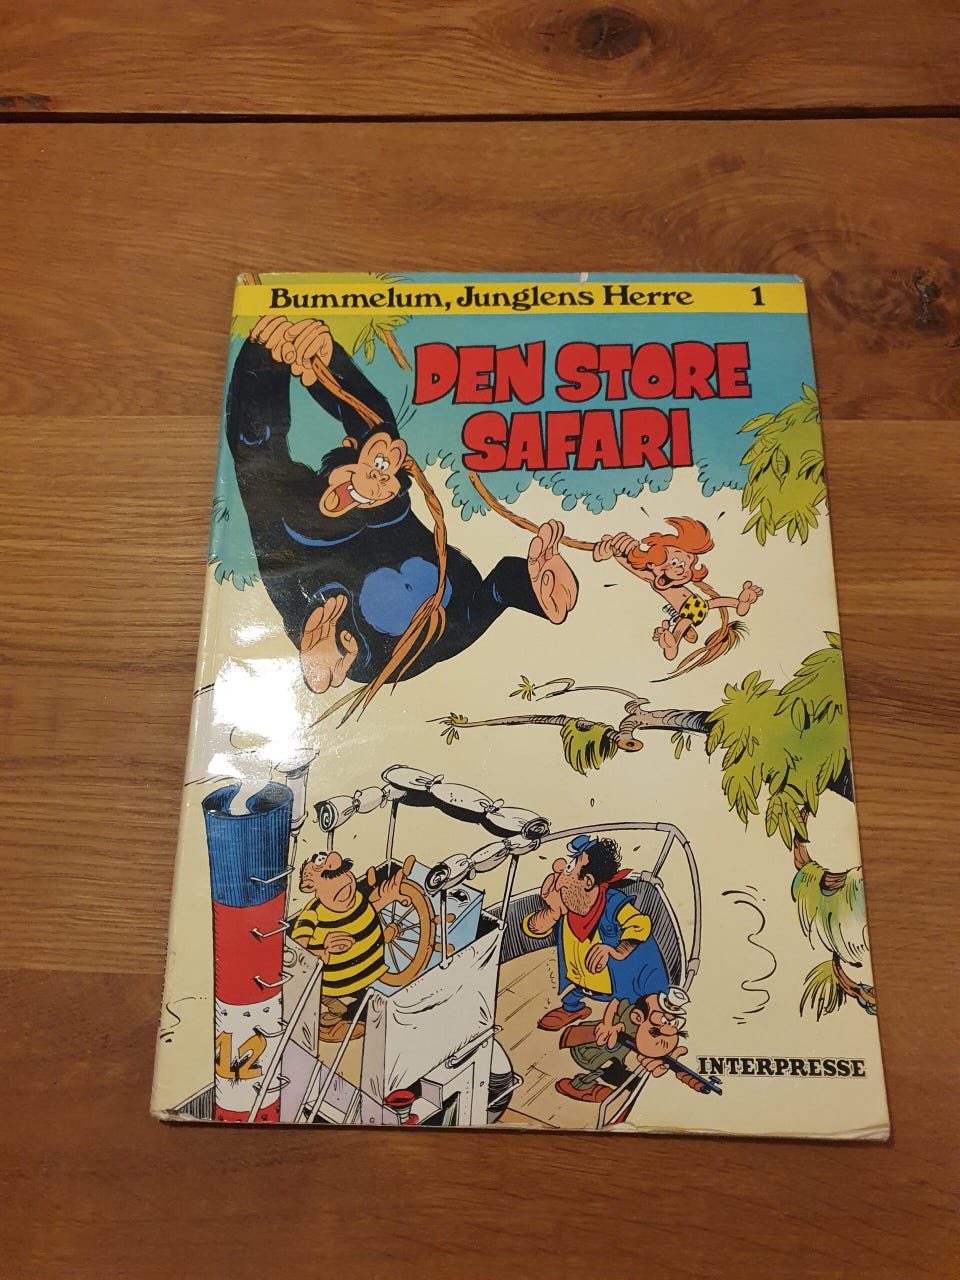 Bummelum, Junglens Herre 1
DEN STORE
SAFARI
12
INTERPRESSE